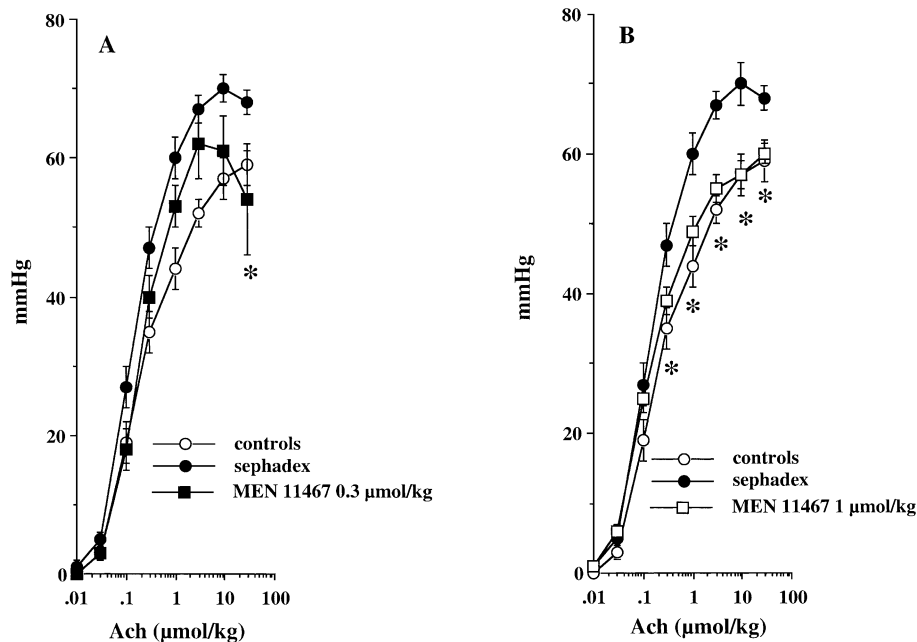 A
80
60
40
20
0
mmHg
*
controls
sephadex
MEN 11467 0.3 μmol/kg
.01 .1 1 10 100
Ach (μmol/kg)
B
80
60
40
20
0
mmHg
* * * * *
controls
sephadex
MEN 11467 1 μmol/kg
.01 .1 1 10 100
Ach (μmol/kg)